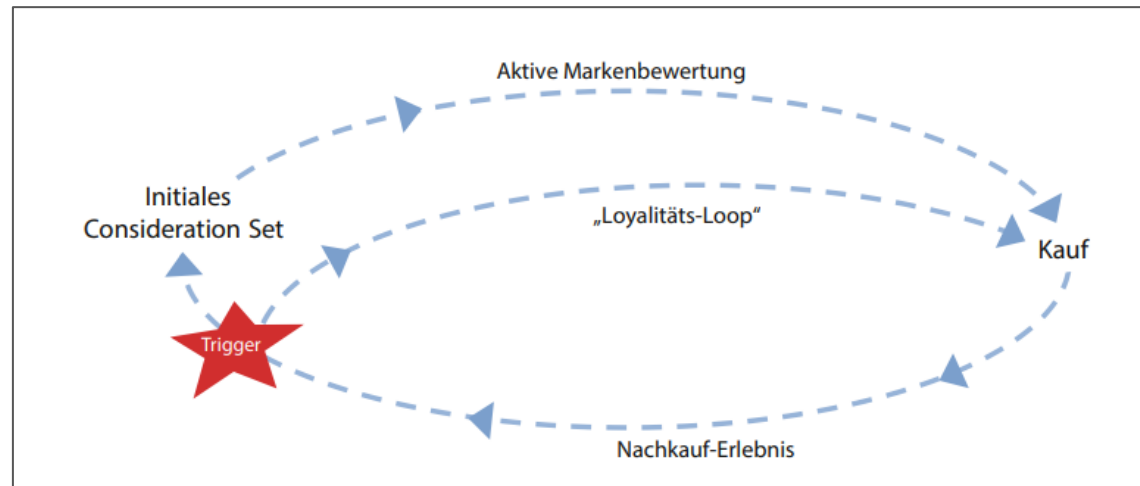 Aktive Markenbewertung
Initiales
Consideration Set
„Loyalitäts-Loop“
Kauf
Trigger
Nachkauf-Erlebnis